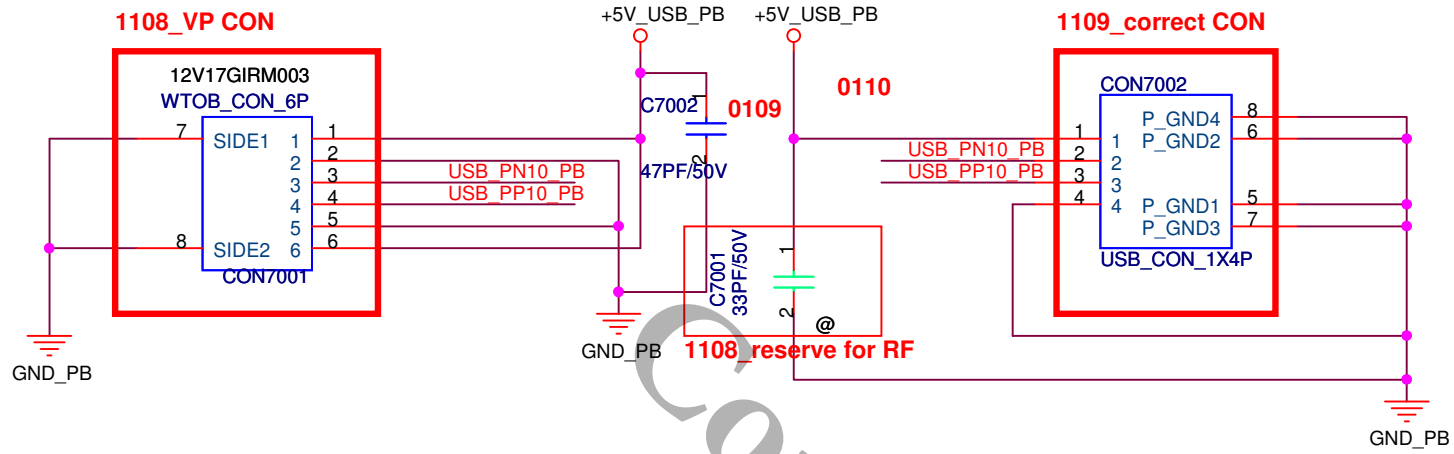 1108_VP CON
12V17GIRM003
WTOB_CON_6P
7 SIDE1
8 SIDE2
1 1
2 2
3 3 USB_PN10_PB
4 4 USB_PP10_PB
5 5
6 6
CON7001
GND_PB
+5V_USB_PB
C7002
1
2
47PF/50V
0109
GND_PB
+5V_USB_PB
0110
C7001
33PF/50V
1
2
@
1108_reserve for RF
1109_correct CON
CON7002
1 1
USB_PN10_PB 2 2
USB_PP10_PB 3 3
4 4
P_GND4 8
P_GND2 6
P_GND1 5
P_GND3 7
USB_CON_1X4P
GND_PB
Co